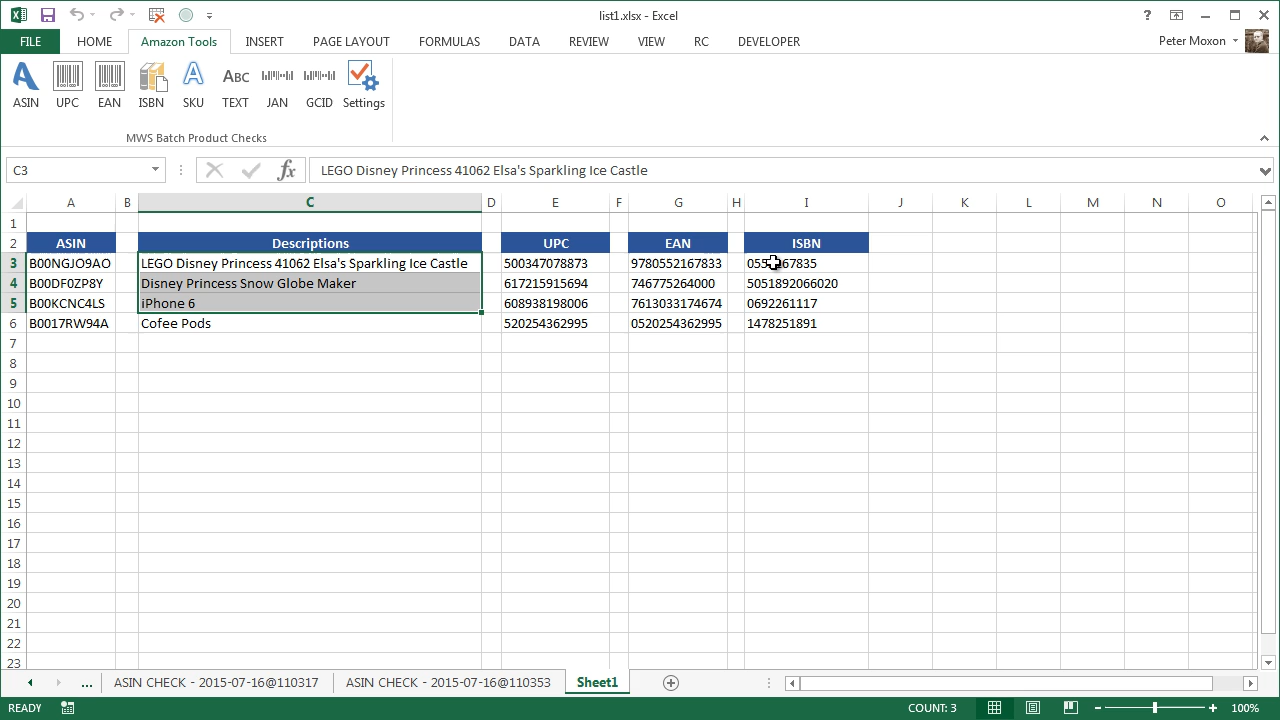 list1.xlsx - Excel
?
FILE HOME Amazon Tools INSERT PAGE LAYOUT FORMULAS DATA REVIEW VIEW RC DEVELOPER Peter Moxon
ABC
ASIN UPC EAN ISBN SKU TEXT JAN GCID Settings
MWS Batch Product Checks
C3 fx LEGO Disney Princess 41062 Elsa's Sparkling Ice Castle
A B C D E F G H I J K L M N O
1
2 ASIN Descriptions UPC EAN ISBN
3 B00NGJO9AO LEGO Disney Princess 41062 Elsa's Sparkling Ice Castle 500347078873 9780552167833
4 B00DF0ZP8Y Disney Princess Snow Globe Maker 617215915694 746775264000 5051892066020
5 B00KCNC4LS iPhone 6 608938198006 7613033174674 0692261117
6 B0017RW94A Cofee Pods 520254362995 0520254362995 1478251891
7
8
9
10
11
12
13
14
15
16
17
18
19
20
21
22
23
... ASIN CHECK - 2015-07-16@110317 ASIN CHECK - 2015-07-16@110353 Sheet1
READY COUNT: 3 100%